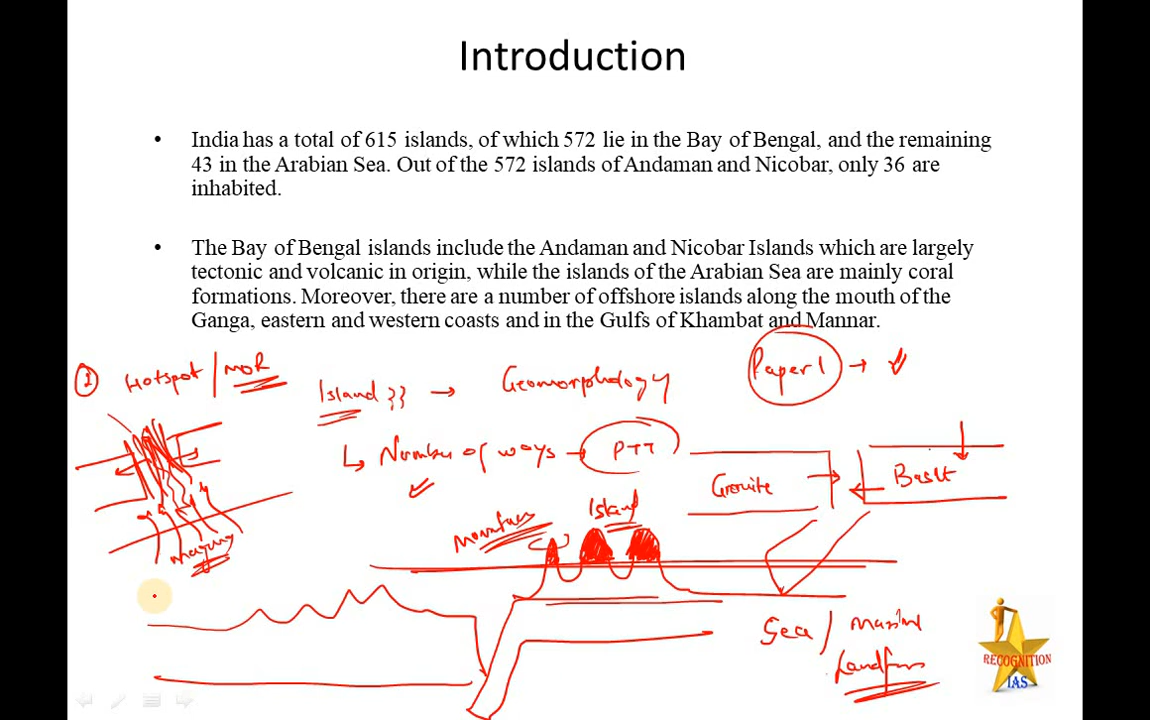 Introduction
• India has a total of 615 islands, of which 572 lie in the Bay of Bengal, and the remaining
43 in the Arabian Sea. Out of the 572 islands of Andaman and Nicobar, only 36 are
inhabited.
• The Bay of Bengal islands include the Andaman and Nicobar Islands which are largely
tectonic and volcanic in origin, while the islands of the Arabian Sea are mainly coral
formations. Moreover, there are a number of offshore islands along the mouth of the
Ganga, eastern and western coasts and in the Gulfs of Khambat and Mannar.
Hotspot / MOR
Island → Geomorphology
Paper 1 →
Number of ways → PTT
Granite
Baslt
Island
Sea /
RECOGNITION
IAS